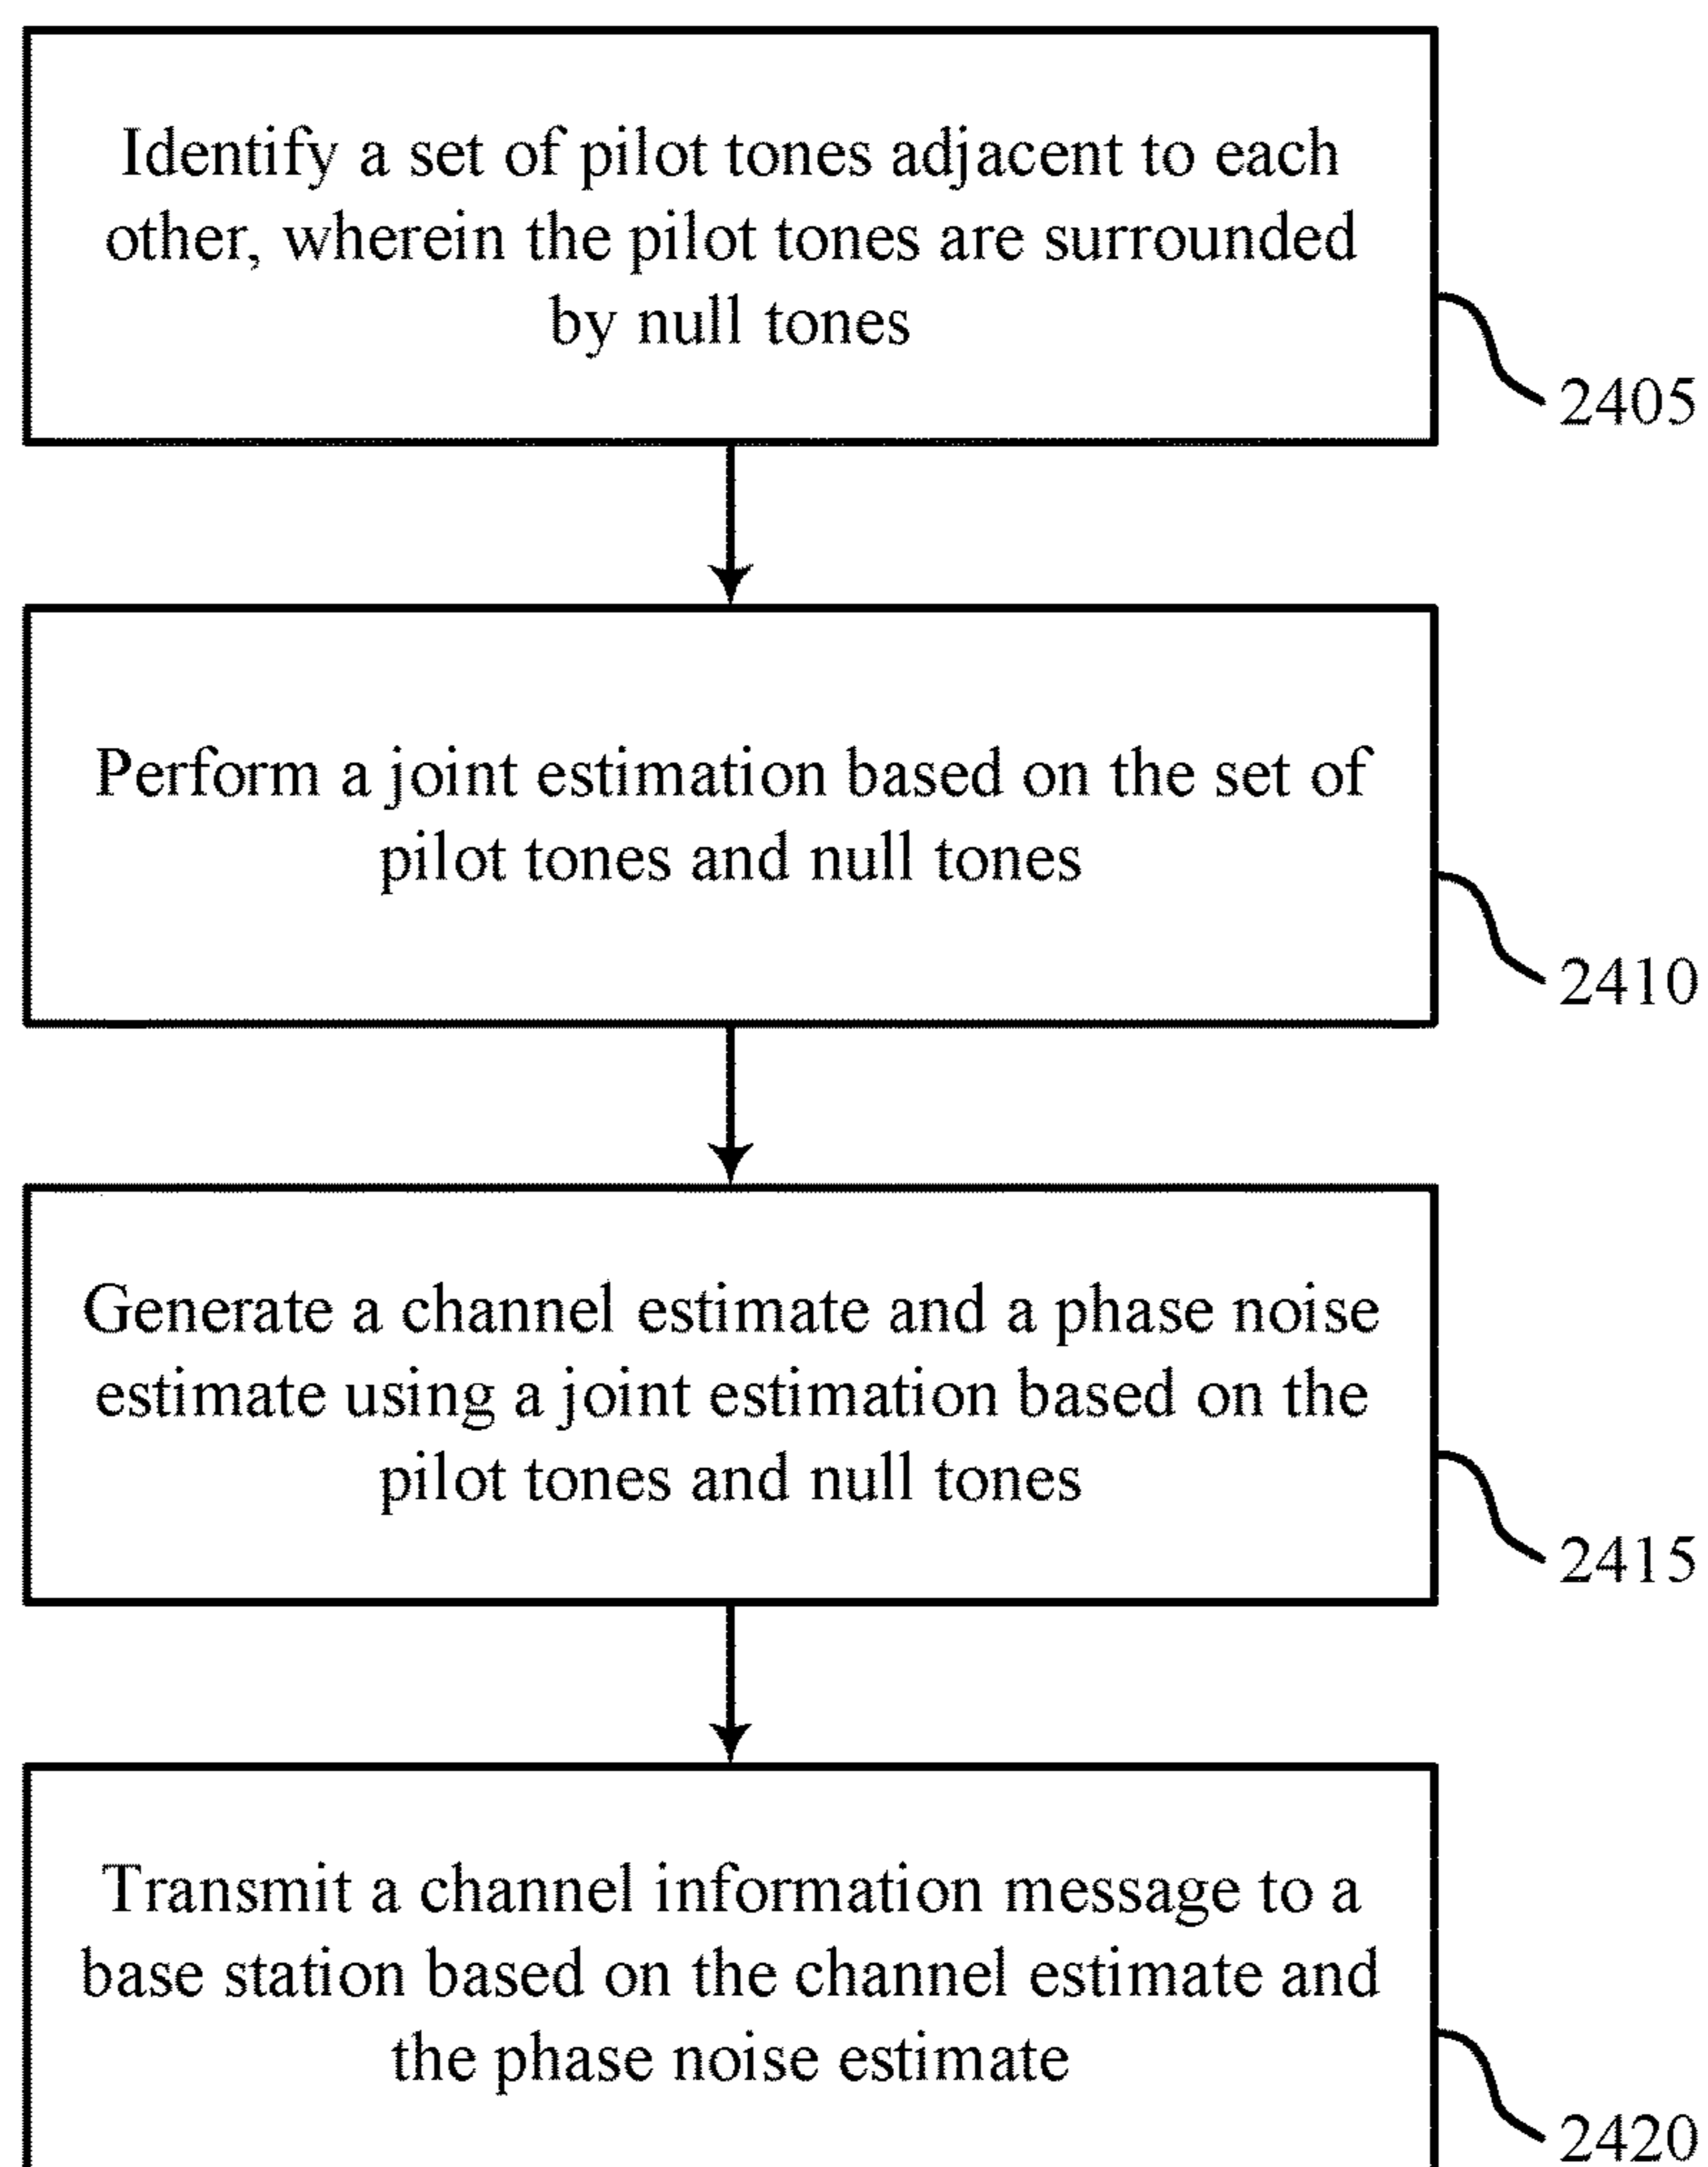 Identify a set of pilot tones adjacent to each
other, wherein the pilot tones are surrounded
by null tones
2405
Perform a joint estimation based on the set of
pilot tones and null tones
2410
Generate a channel estimate and a phase noise
estimate using a joint estimation based on the
pilot tones and null tones
2415
Transmit a channel information message to a
base station based on the channel estimate and
the phase noise estimate
2420